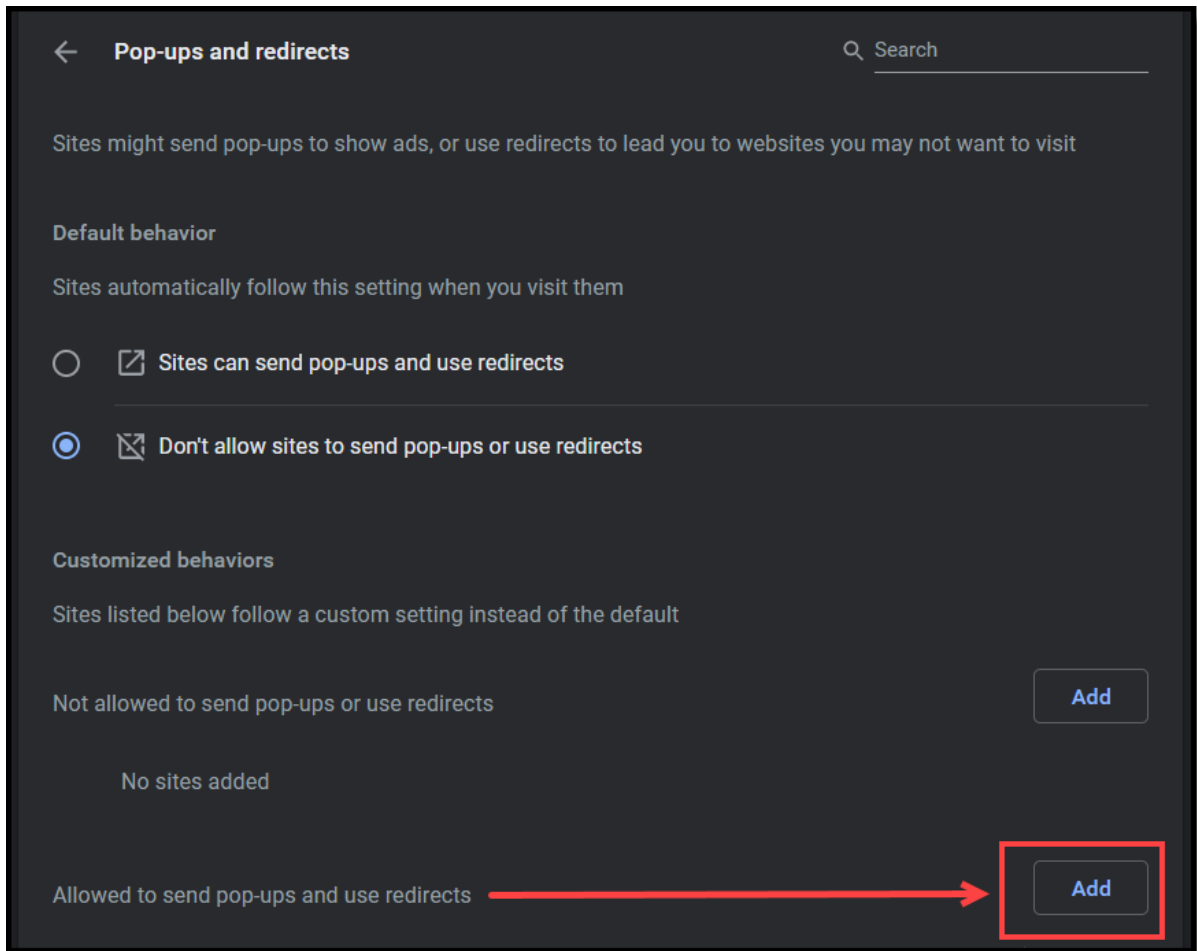 Pop-ups and redirects
Search
Sites might send pop-ups to show ads, or use redirects to lead you to websites you may not want to visit
Default behavior
Sites automatically follow this setting when you visit them
Sites can send pop-ups and use redirects
Don't allow sites to send pop-ups or use redirects
Customized behaviors
Sites listed below follow a custom setting instead of the default
Not allowed to send pop-ups or use redirects
Add
No sites added
Allowed to send pop-ups and use redirects
Add